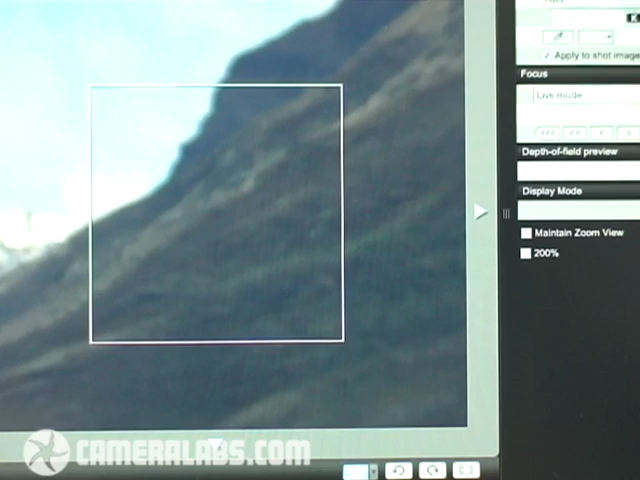 ✓ Apply to shot image
Focus
Live mode
<<< << < >
Depth-of-field preview
Display Mode
Maintain Zoom View
200%
CAMERALABS.COM